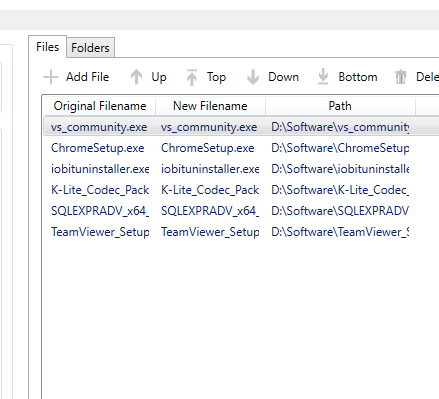 Files Folders
Add File Up Top Down Bottom Dele
Original Filename New Filename Path
vs_community.exe vs_community.exe D:\Software\vs_community
ChromeSetup.exe ChromeSetup.exe D:\Software\ChromeSetup
iobituninstaller.exe iobituninstaller.exe D:\Software\iobituninstalle
K-Lite_Codec_Pack K-Lite_Codec_Pack D:\Software\K-Lite_Codec_
SQLEXPRADV_x64_ SQLEXPRADV_x64_ D:\Software\SQLEXPRADV
TeamViewer_Setup TeamViewer_Setup D:\Software\TeamViewer_S